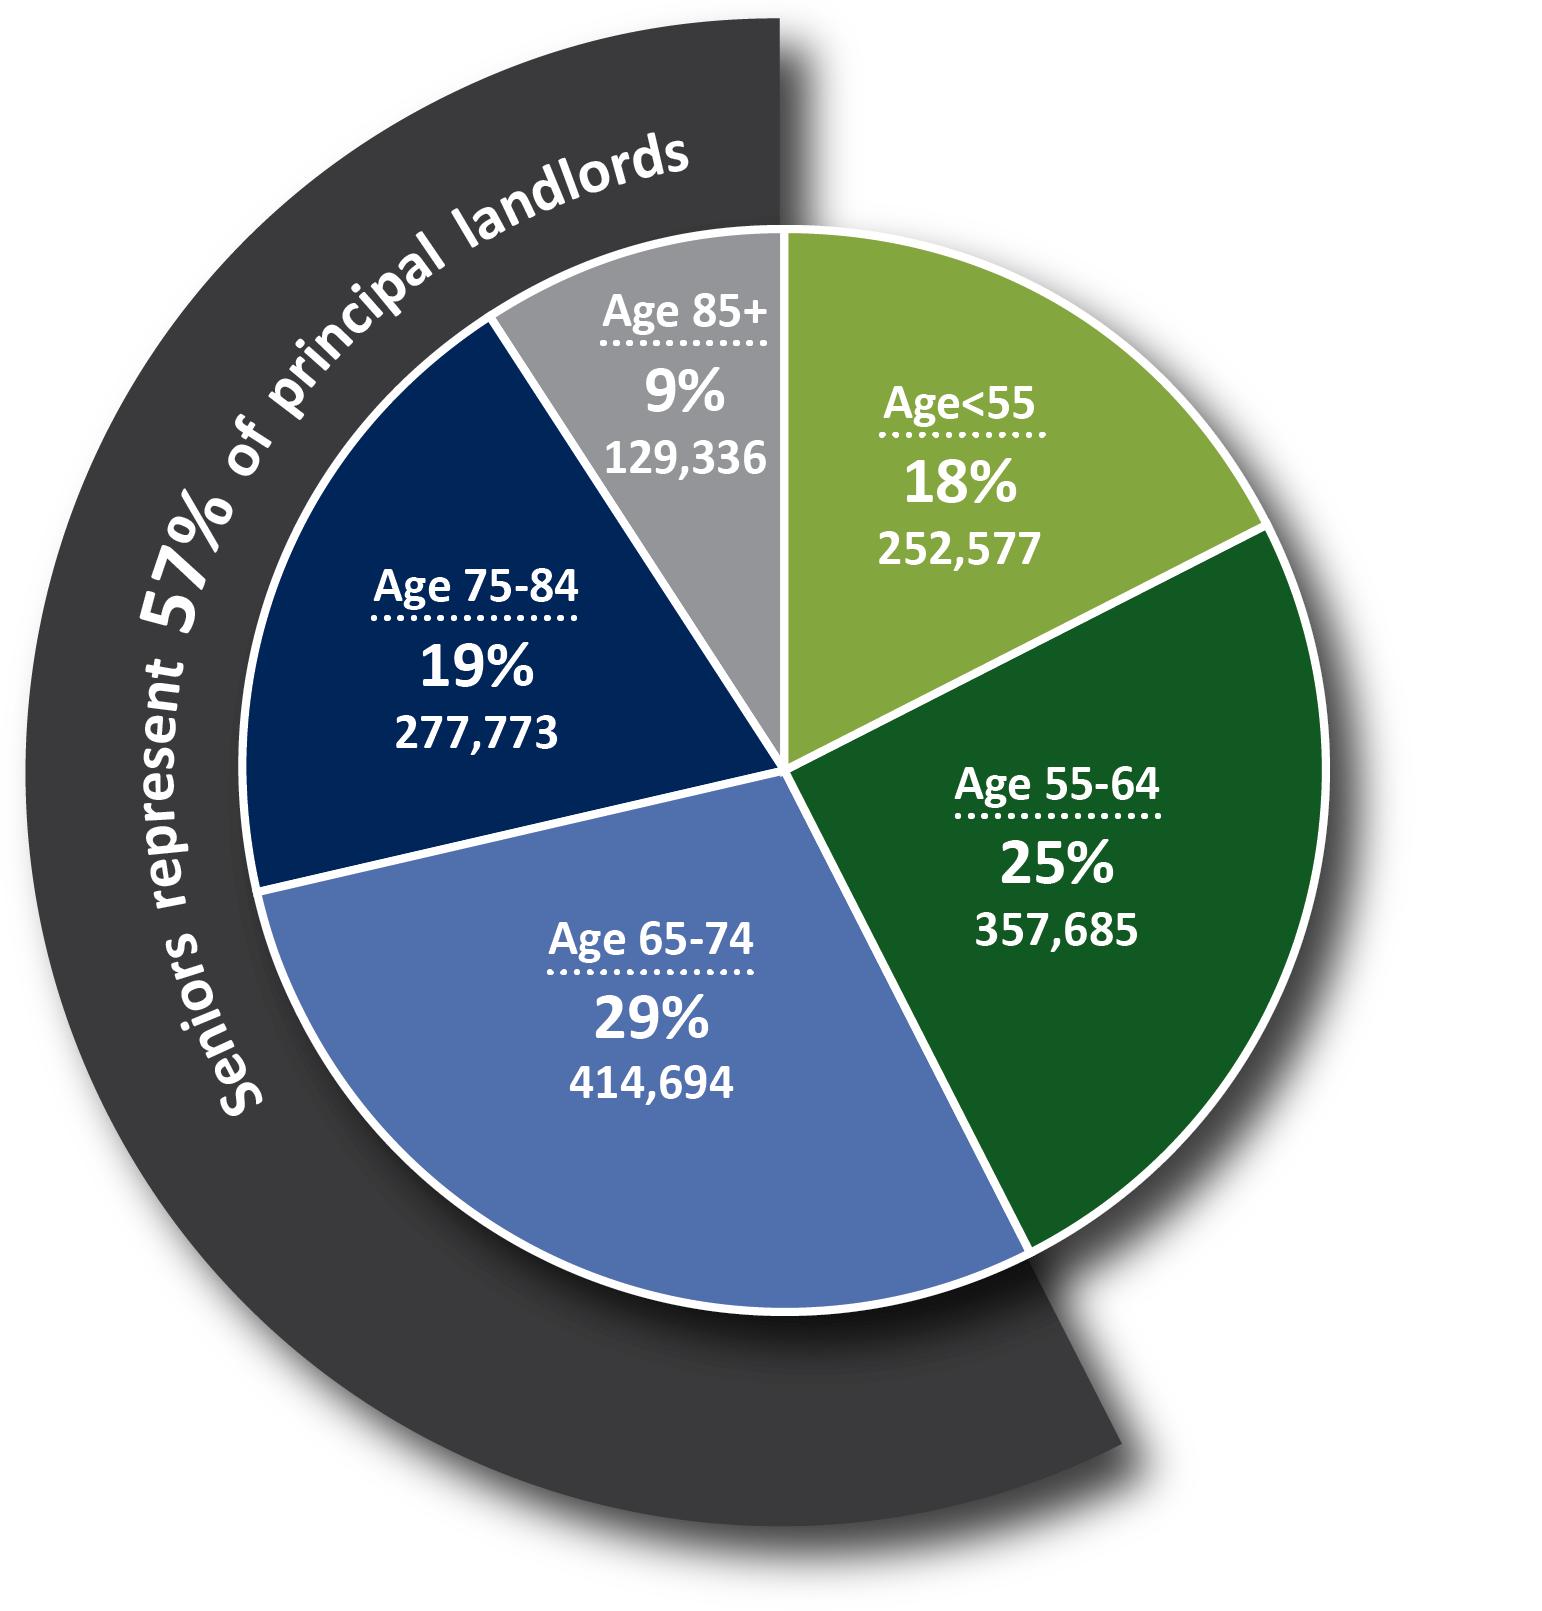 Seniors represent 57% of principal landlords
Age 85+
9%
129,336
Age<55
18%
252,577
Age 75-84
19%
277,773
Age 55-64
25%
357,685
Age 65-74
29%
414,694